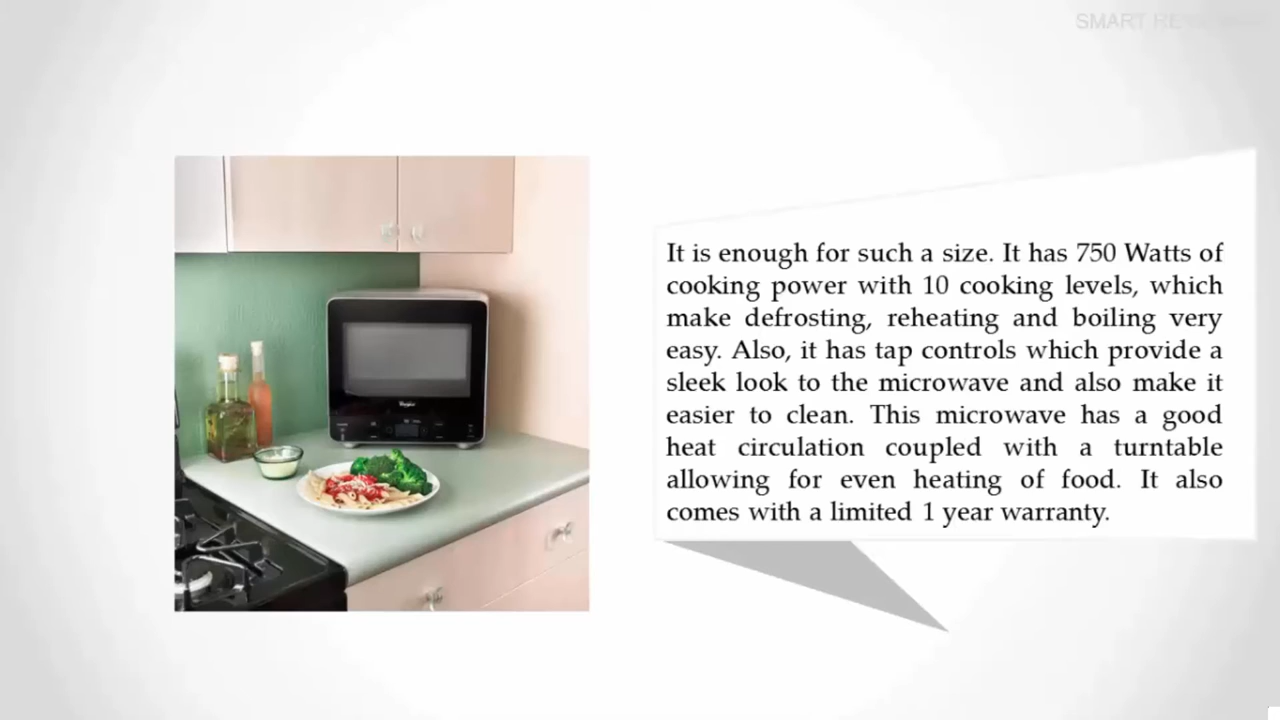 SMART RE
It is enough for such a size. It has 750 Watts of
cooking power with 10 cooking levels, which
make defrosting, reheating and boiling very
easy. Also, it has tap controls which provide a
sleek look to the microwave and also make it
easier to clean. This microwave has a good
heat circulation coupled with a turntable
allowing for even heating of food. It also
comes with a limited 1 year warranty.
Whirlpool